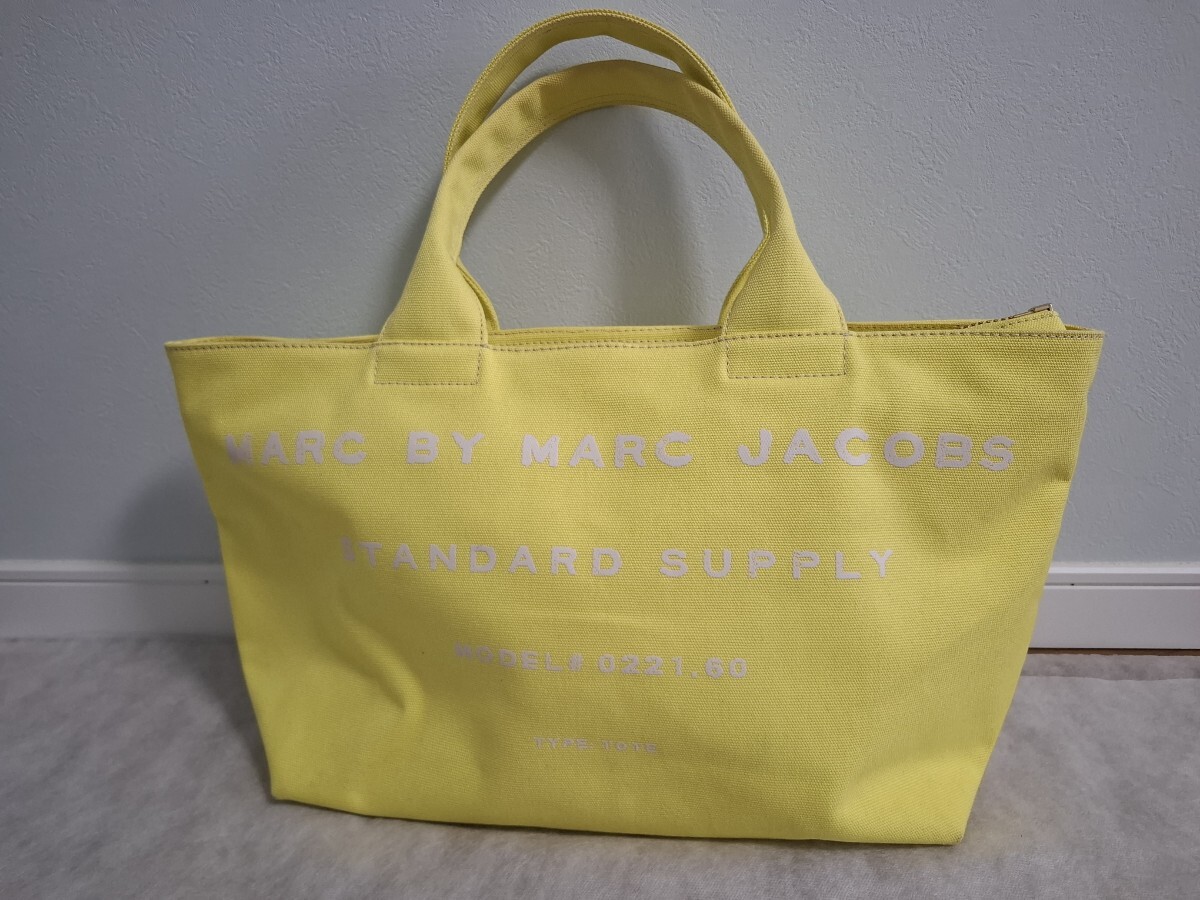 MARC BY MARC JACOBS
STANDARD SUPPLY
MODEL# 0221.60
TYPE: TOTE